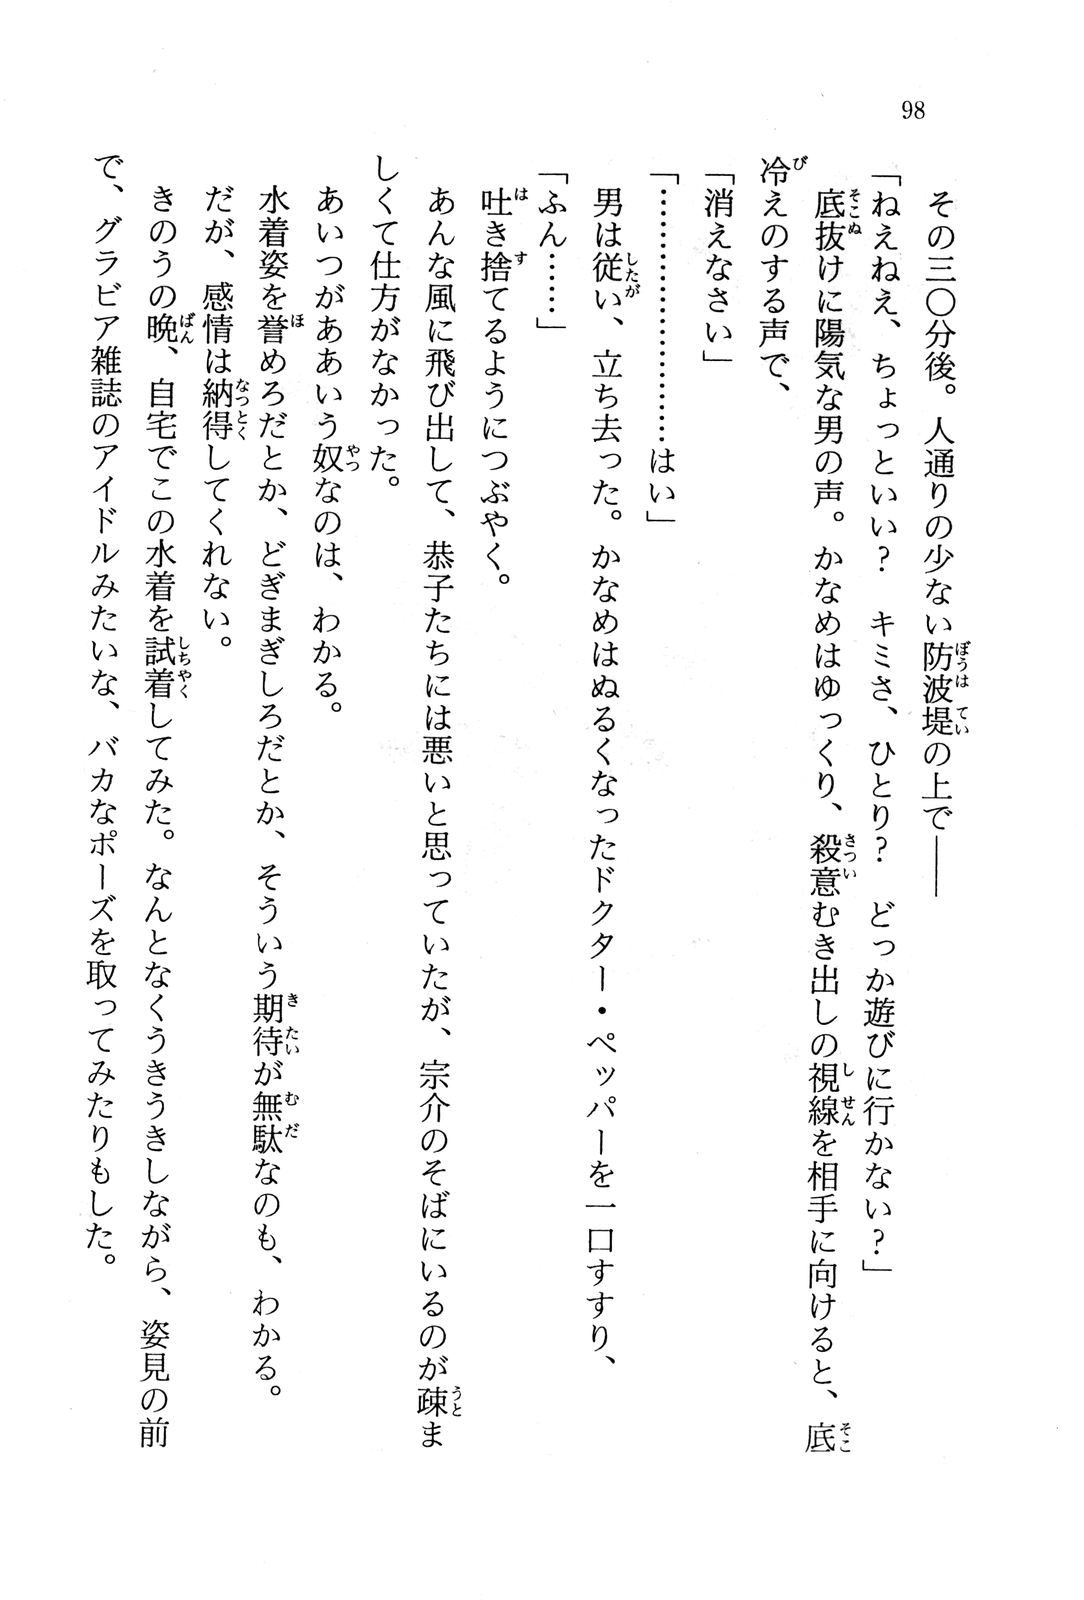 98
その三〇分後。人通りの少ない防波堤の上で――
「ねえねえ、ちょっといい？　キミさ、ひとり？　どっか遊びに行かない？」
底抜けに陽気な男の声。かなめはゆっくり、殺意むき出しの視線を相手に向けると、底
冷えのする声で、
「消えなさい」
「…………………はい」
男は従い、立ち去った。かなめはぬるくなったドクター・ペッパーを一口すすり、
「ふん……」
吐き捨てるようにつぶやく。
あんな風に飛び出して、恭子たちには悪いと思っていたが、宗介のそばにいるのが疎ま
しくて仕方がなかった。
あいつがああいう奴なのは、わかる。
水着姿を誉めろだとか、どぎまぎしろだとか、そういう期待が無駄なのも、わかる。
だが、感情は納得してくれない。
きのうの晩、自宅でこの水着を試着してみた。なんとなくうきうきしながら、姿見の前
で、グラビア雑誌のアイドルみたいな、バカなポーズを取ってみたりもした。